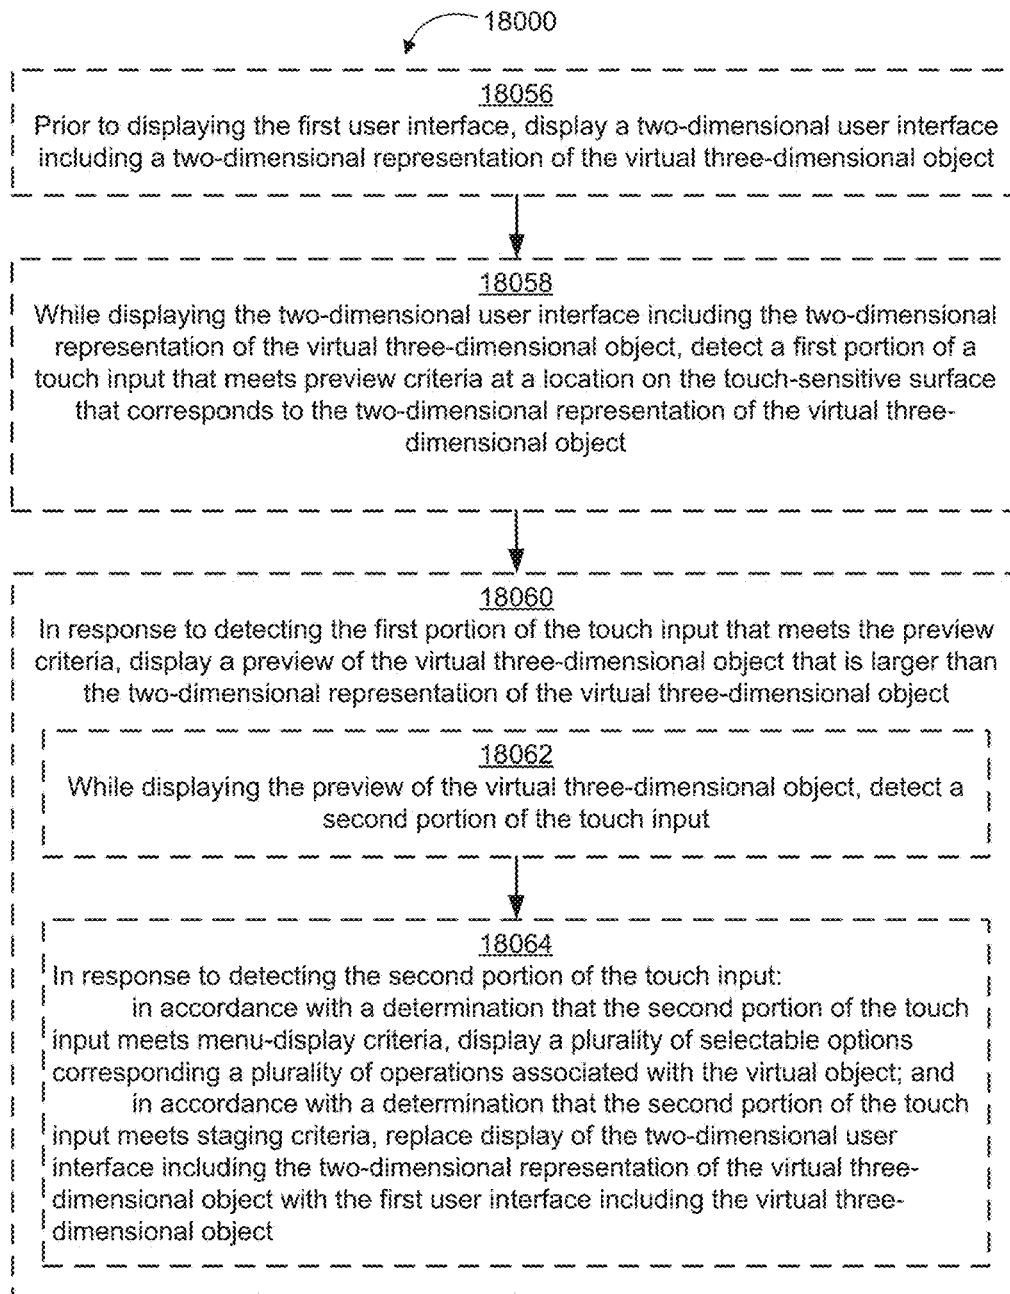 18000
18056
Prior to displaying the first user interface, display a two-dimensional user interface
including a two-dimensional representation of the virtual three-dimensional object
18058
While displaying the two-dimensional user interface including the two-dimensional
representation of the virtual three-dimensional object, detect a first portion of a
touch input that meets preview criteria at a location on the touch-sensitive surface
that corresponds to the two-dimensional representation of the virtual three-
dimensional object
18060
In response to detecting the first portion of the touch input that meets the preview
criteria, display a preview of the virtual three-dimensional object that is larger than
the two-dimensional representation of the virtual three-dimensional object
18062
While displaying the preview of the virtual three-dimensional object, detect a
second portion of the touch input
18064
In response to detecting the second portion of the touch input:
in accordance with a determination that the second portion of the touch
input meets menu-display criteria, display a plurality of selectable options
corresponding a plurality of operations associated with the virtual object; and
in accordance with a determination that the second portion of the touch
input meets staging criteria, replace display of the two-dimensional user
interface including the two-dimensional representation of the virtual three-
dimensional object with the first user interface including the virtual three-
dimensional object